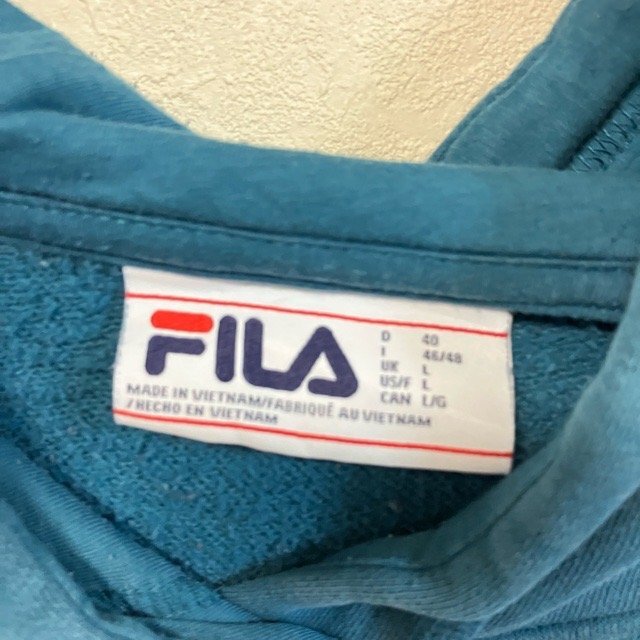 FILA
D 40
I 46/48
UK L
US/F L
CAN L/G
MADE IN VIETNAM/FABRIQUÉ AU VIETNAM
/HECHO EN VIETNAM